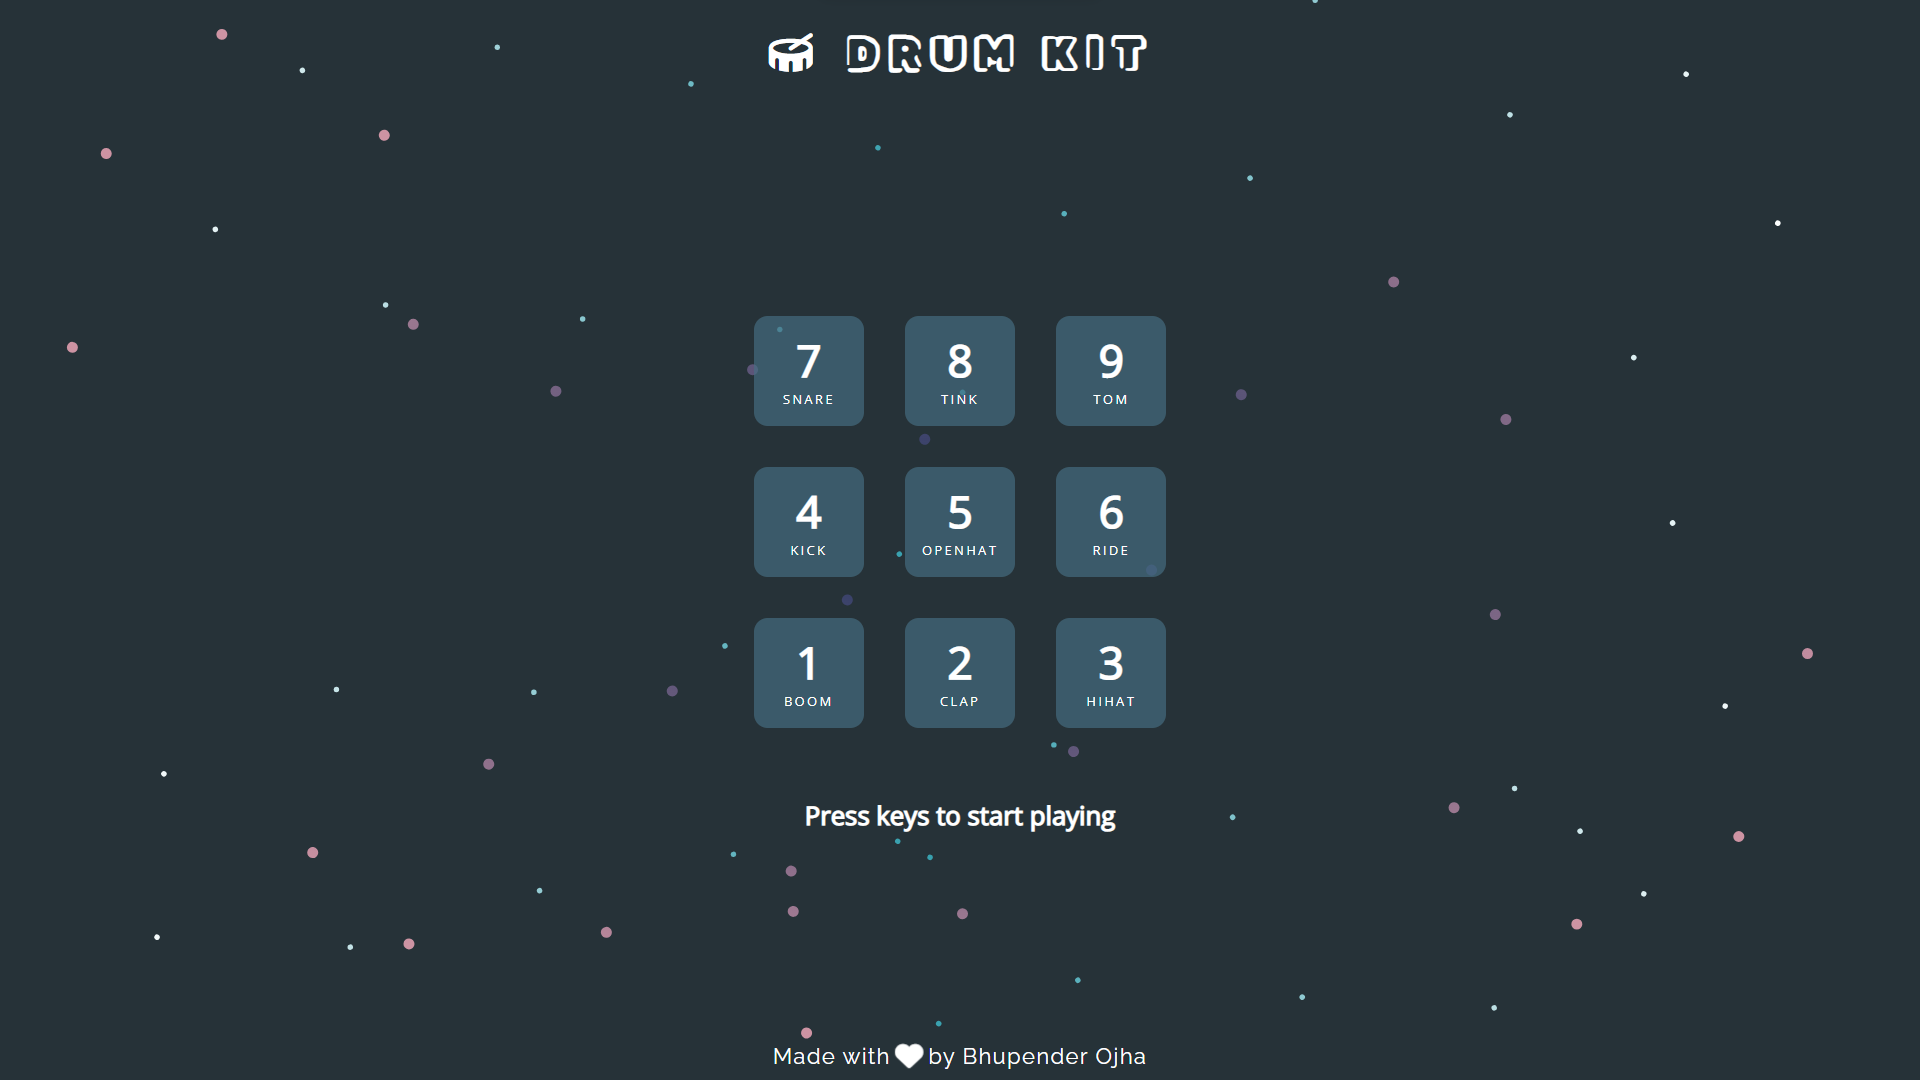 DRUM KIT
7 8 9
SNARE TINK TOM
4 5 6
KICK OPENHAT RIDE
1 2 3
BOOM CLAP HIHAT
Press keys to start playing
Made with by Bhupender Ojha